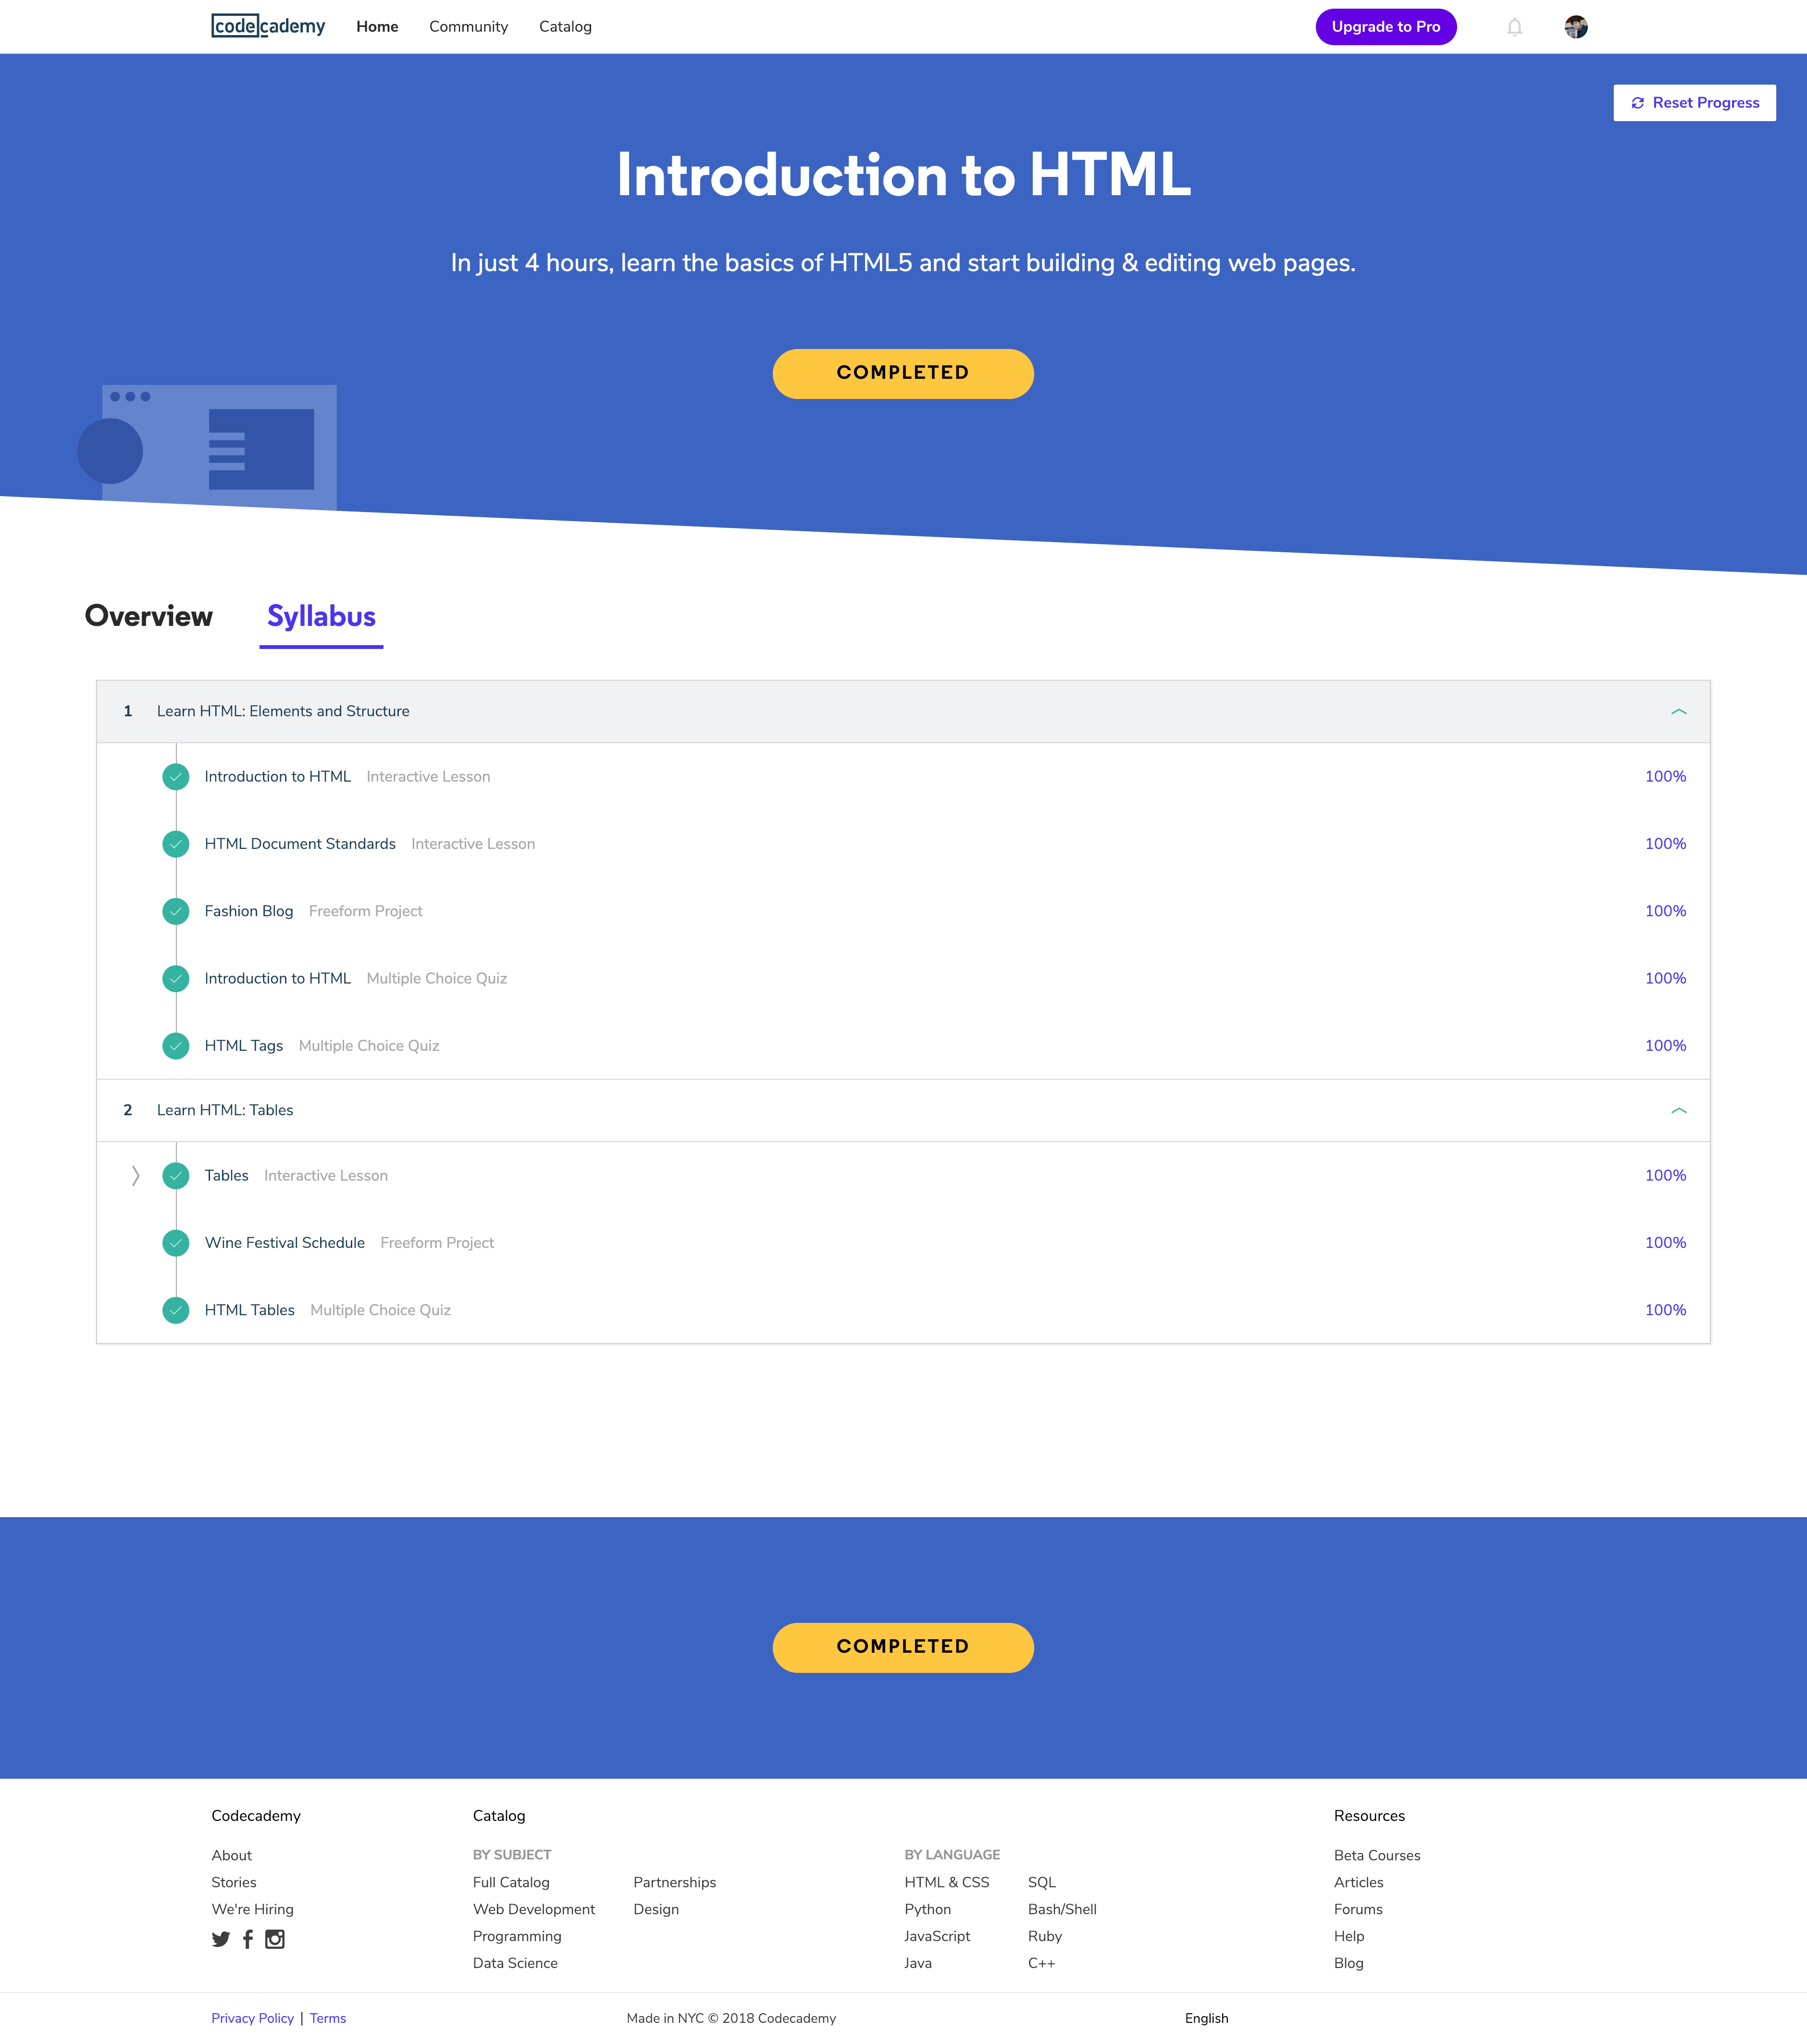 codecademy Home Community Catalog Upgrade to Pro
Reset Progress
Introduction to HTML
In just 4 hours, learn the basics of HTML5 and start building & editing web pages.
COMPLETED
Overview Syllabus
1 Learn HTML: Elements and Structure
Introduction to HTML Interactive Lesson 100%
HTML Document Standards Interactive Lesson 100%
Fashion Blog Freeform Project 100%
Introduction to HTML Multiple Choice Quiz 100%
HTML Tags Multiple Choice Quiz 100%
2 Learn HTML: Tables
Tables Interactive Lesson 100%
Wine Festival Schedule Freeform Project 100%
HTML Tables Multiple Choice Quiz 100%
COMPLETED
Codecademy Catalog Resources
About BY SUBJECT BY LANGUAGE Beta Courses
Stories Full Catalog Partnerships HTML & CSS SQL Articles
We're Hiring Web Development Design Python Bash/Shell Forums
Programming JavaScript Ruby Help
Data Science Java C++ Blog
Privacy Policy | Terms Made in NYC © 2018 Codecademy English